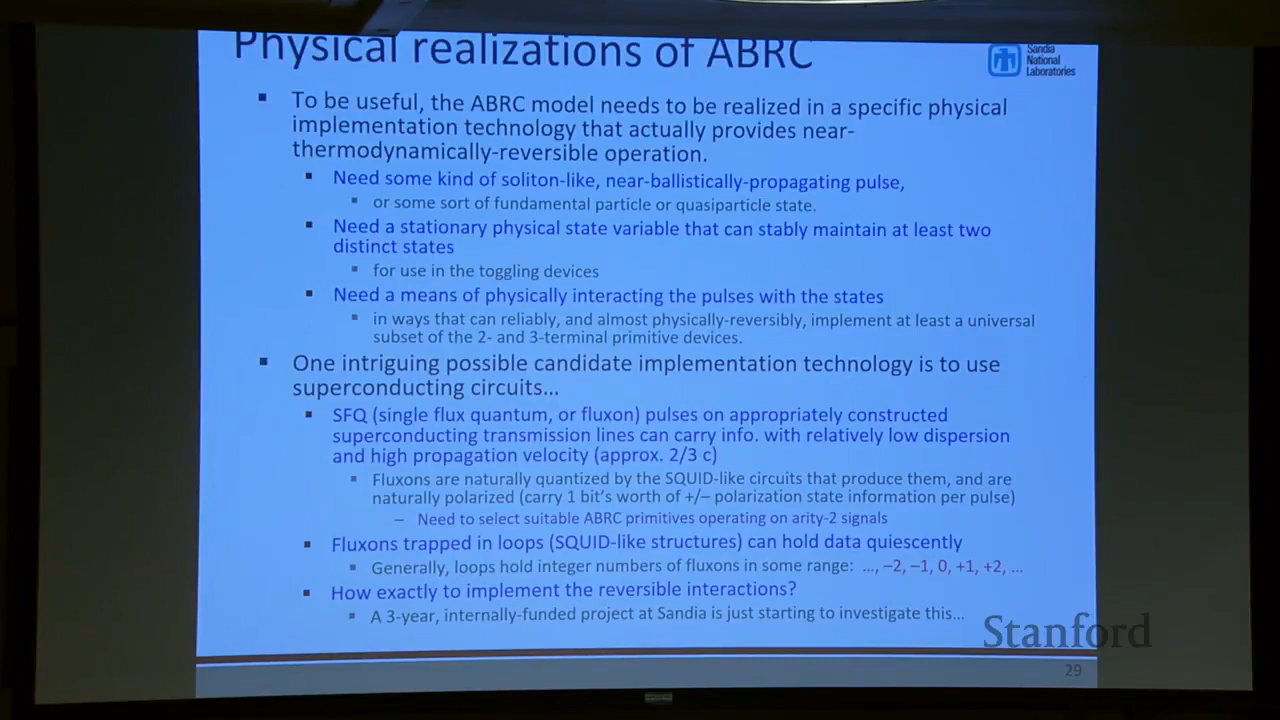 Physical realizations of ABRC
Sandia
National
Laboratories
▪ To be useful, the ABRC model needs to be realized in a specific physical
implementation technology that actually provides near-
thermodynamically-reversible operation.
▪ Need some kind of soliton-like, near-ballistically-propagating pulse,
▪ or some sort of fundamental particle or quasiparticle state.
▪ Need a stationary physical state variable that can stably maintain at least two
distinct states
▪ for use in the toggling devices
▪ Need a means of physically interacting the pulses with the states
▪ in ways that can reliably, and almost physically-reversibly, implement at least a universal
subset of the 2- and 3-terminal primitive devices.
▪ One intriguing possible candidate implementation technology is to use
superconducting circuits…
▪ SFQ (single flux quantum, or fluxon) pulses on appropriately constructed
superconducting transmission lines can carry info. with relatively low dispersion
and high propagation velocity (approx. 2/3 c)
▪ Fluxons are naturally quantized by the SQUID-like circuits that produce them, and are
naturally polarized (carry 1 bit's worth of +/− polarization state information per pulse)
– Need to select suitable ABRC primitives operating on arity-2 signals
▪ Fluxons trapped in loops (SQUID-like structures) can hold data quiescently
▪ Generally, loops hold integer numbers of fluxons in some range: …, −2, −1, 0, +1, +2, …
▪ How exactly to implement the reversible interactions?
▪ A 3-year, internally-funded project at Sandia is just starting to investigate this…
Stanford
29